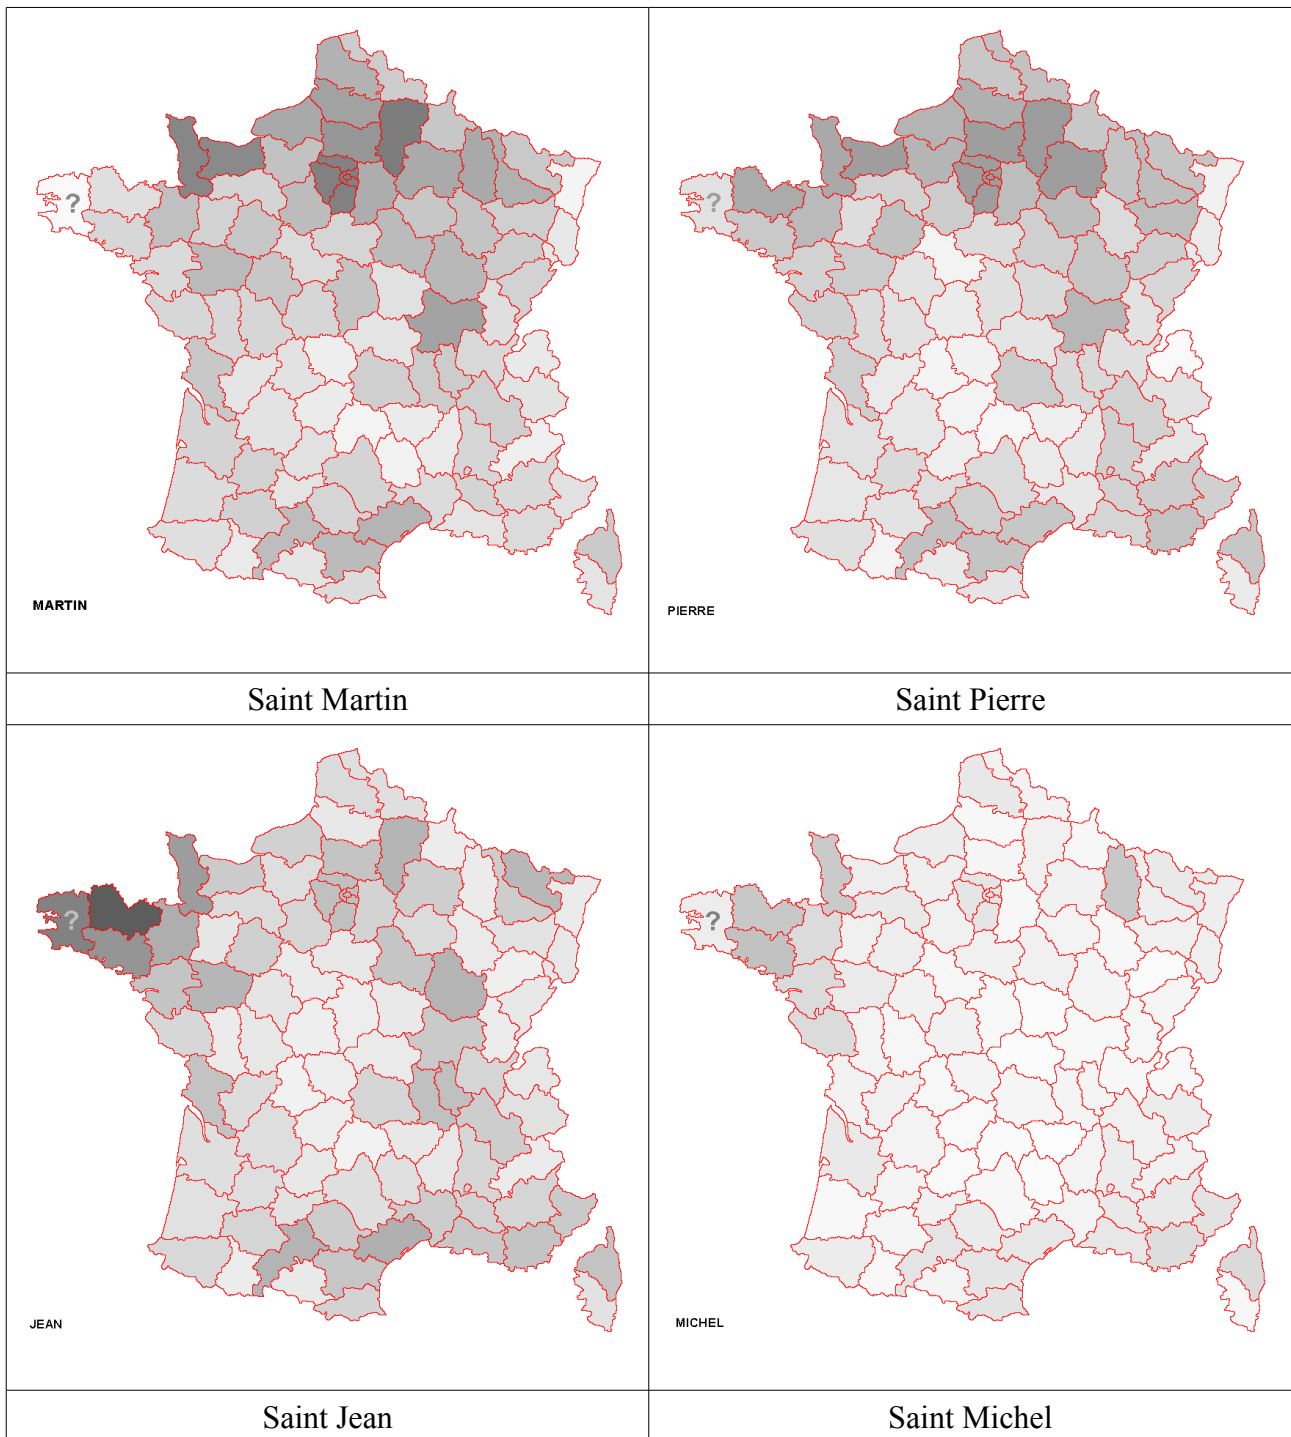 ?
MARTIN
?
PIERRE
Saint Martin
Saint Pierre
?
JEAN
?
MICHEL
Saint Jean
Saint Michel